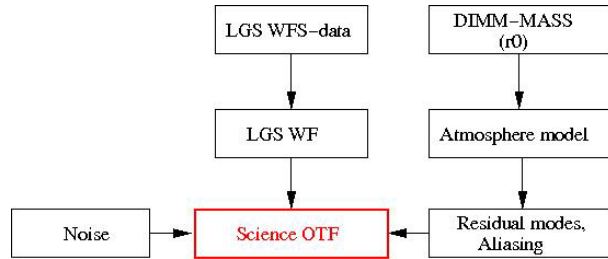 LGS WFS-data
DIMM-MASS
(r0)
LGS WF
Atmosphere model
Noise
Science OTF
Residual modes,
Aliasing